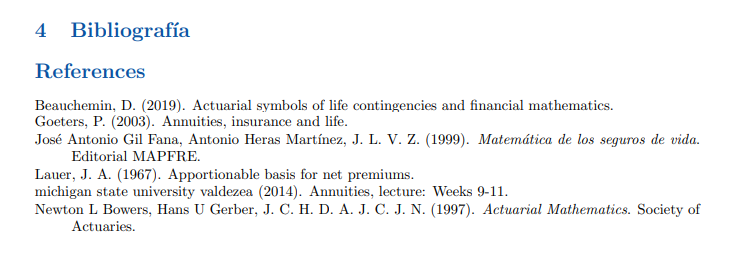 4 Bibliografía
References
Beauchemin, D. (2019). Actuarial symbols of life contingencies and financial mathematics.
Goeters, P. (2003). Annuities, insurance and life.
José Antonio Gil Fana, Antonio Heras Martínez, J. L. V. Z. (1999). Matemática de los seguros de vida.
Editorial MAPFRE.
Lauer, J. A. (1967). Apportionable basis for net premiums.
michigan state university valdezea (2014). Annuities, lecture: Weeks 9-11.
Newton L Bowers, Hans U Gerber, J. C. H. D. A. J. C. J. N. (1997). Actuarial Mathematics. Society of
Actuaries.